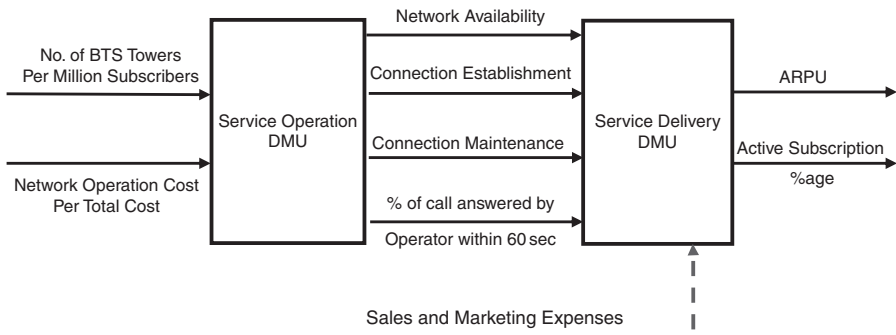 Network Availability
No. of BTS Towers
Per Million Subscribers
Connection Establishment
ARPU
Service Operation
DMU
Service Delivery
DMU
Connection Maintenance
Active Subscription
%age
Network Operation Cost
Per Total Cost
% of call answered by
Operator within 60 sec
Sales and Marketing Expenses